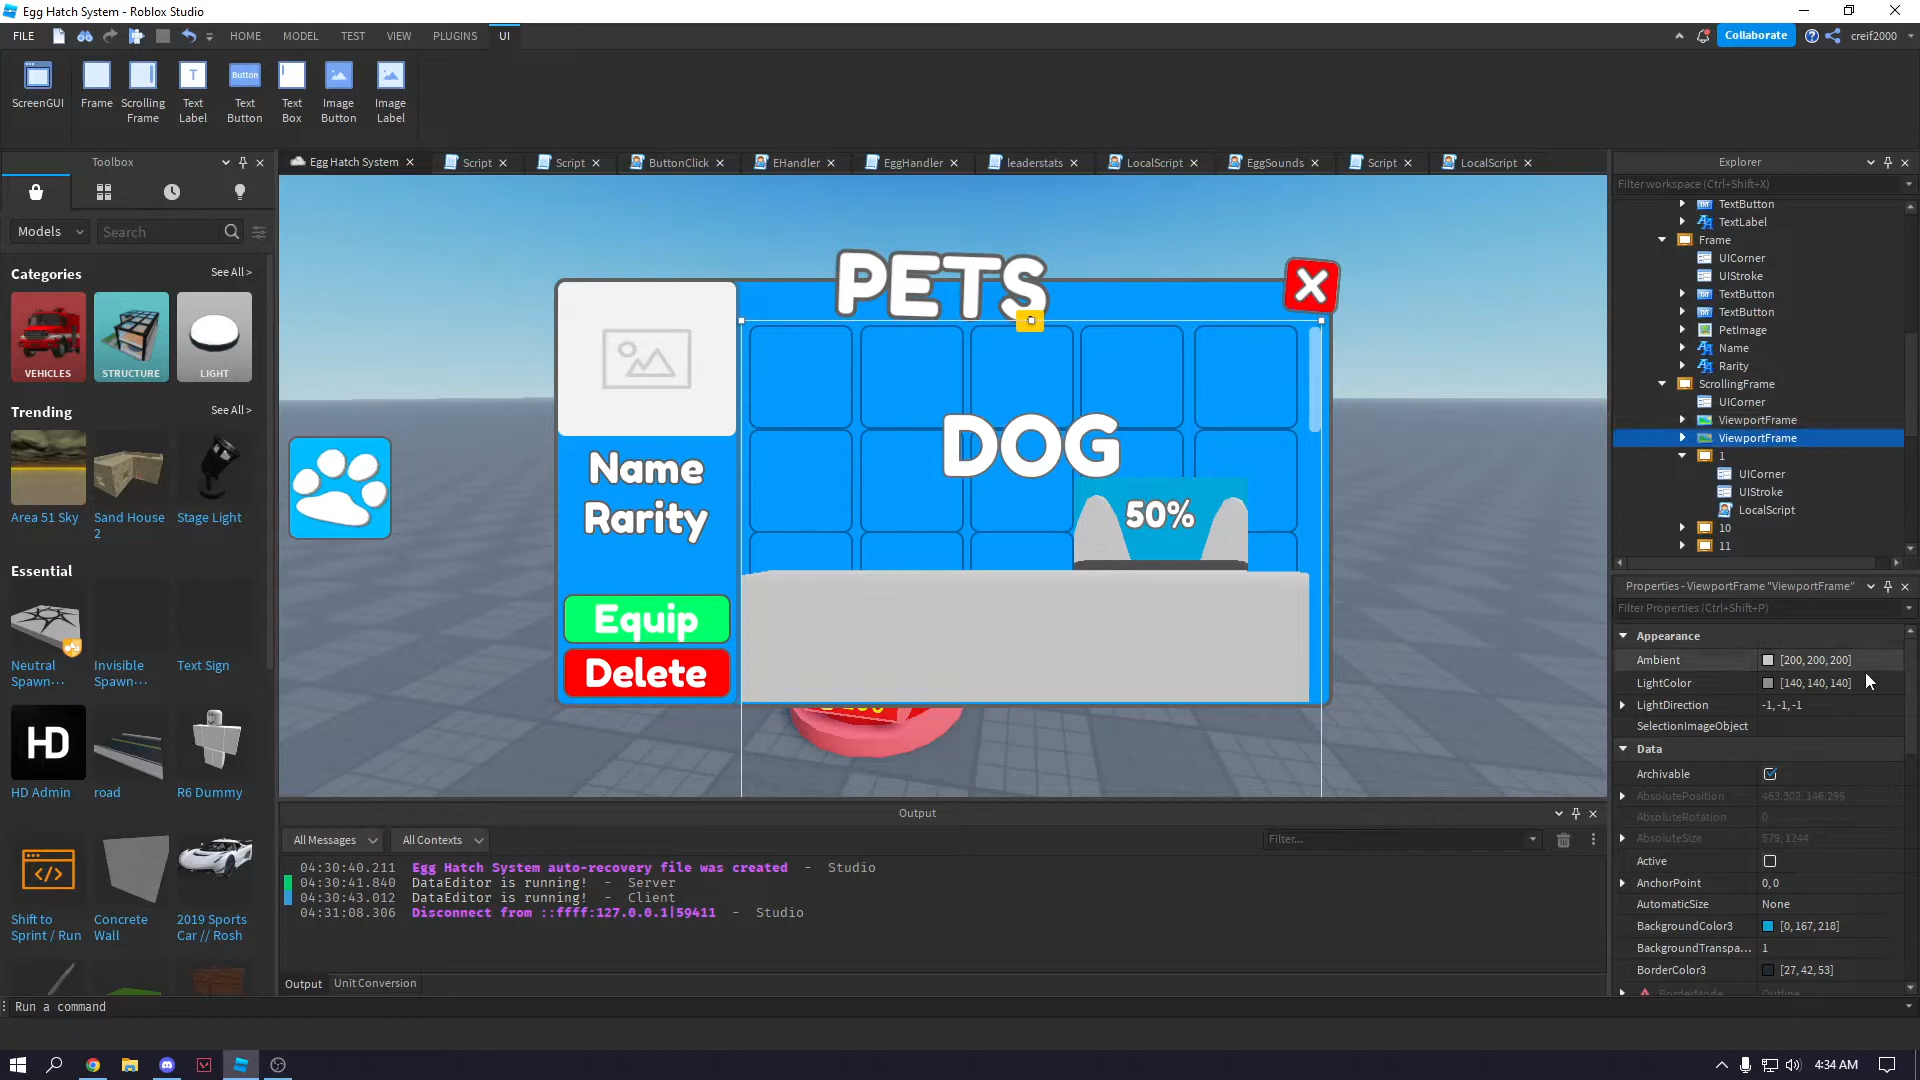 Egg Hatch System - Roblox Studio
FILE
HOME
MODEL
TEST
VIEW
PLUGINS
UI
Collaborate
creif2000
ScreenGUI
Frame
Scrolling Frame
Text Label
Button
Text Button
Text Box
Image Button
Image Label
Toolbox
Egg Hatch System
Script
Script
ButtonClick
EHandler
EggHandler
leaderstats
LocalScript
EggSounds
Script
LocalScript
Explorer
Filter workspace (Ctrl+Shift+X)
Models
Search
Categories
See All >
VEHICLES
STRUCTURE
LIGHT
Trending
See All >
Area 51 Sky
Sand House 2
Stage Light
Essential
Neutral Spawn···
Invisible Spawn···
Text Sign
HD
HD Admin
road
R6 Dummy
Shift to Sprint / Run
Concrete Wall
2019 Sports Car // Rosh
PETS
X
DOG
50%
Name
Rarity
Equip
Delete
TextButton
TextLabel
Frame
UICorner
UIStroke
TextButton
TextButton
PetImage
Name
Rarity
ScrollingFrame
UICorner
ViewportFrame
ViewportFrame
1
UICorner
UIStroke
LocalScript
10
11
Properties - ViewportFrame "ViewportFrame"
Filter Properties (Ctrl+Shift+P)
Appearance
Ambient [200, 200, 200]
LightColor [140, 140, 140]
LightDirection -1, -1, -1
SelectionImageObject
Data
Archivable
AbsolutePosition 463.302, 146.296
AbsoluteRotation 0
AbsoluteSize 579, 1244
Active
AnchorPoint 0, 0
AutomaticSize None
BackgroundColor3 [0, 167, 218]
BackgroundTranspa... 1
BorderColor3 [27, 42, 53]
BorderMode Outline
Output
All Messages
All Contexts
Filter...
04:30:40.211 Egg Hatch System auto-recovery file was created - Studio
04:30:41.840 DataEditor is running! - Server
04:30:43.012 DataEditor is running! - Client
04:31:08.306 Disconnect from ::ffff:127.0.0.1|59411 - Studio
Output
Unit Conversion
Run a command
4:34 AM